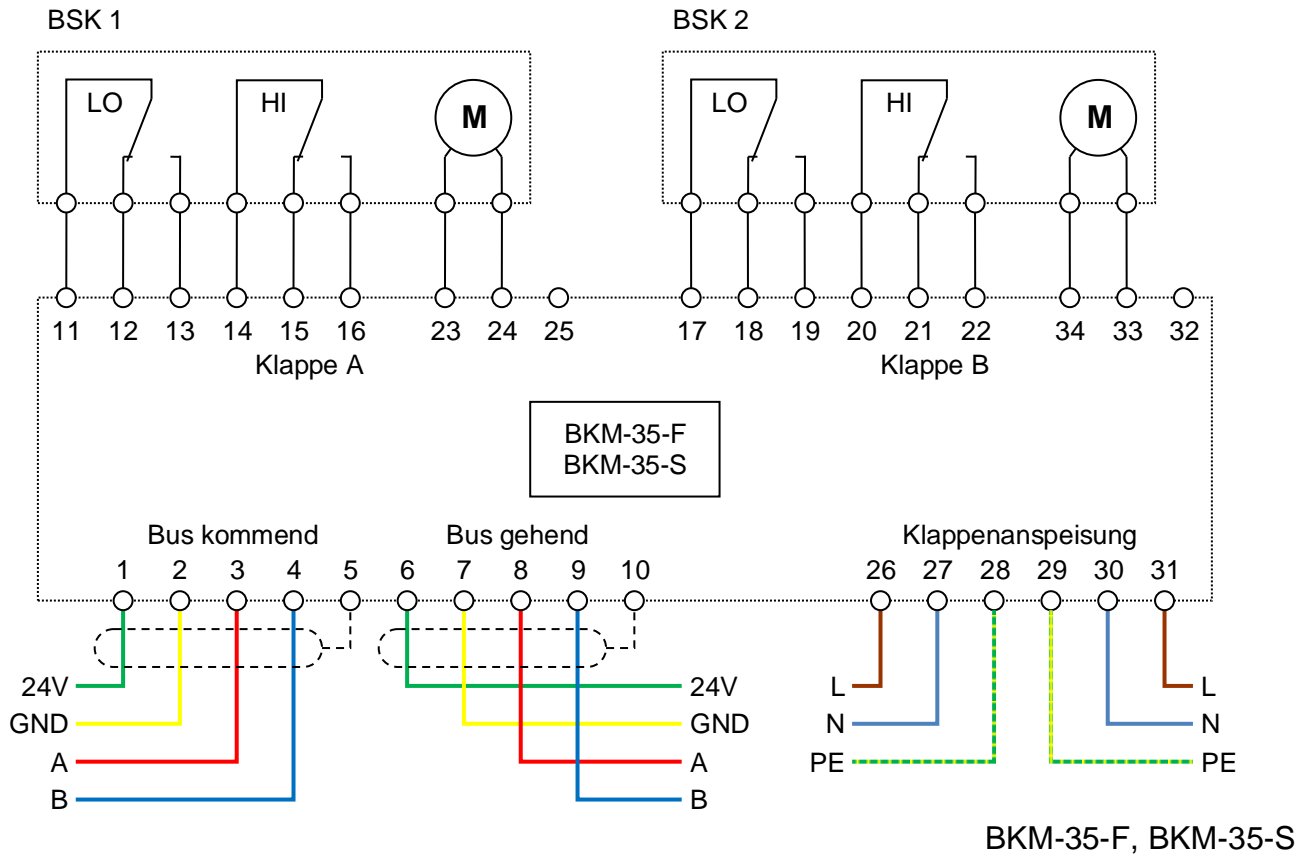 BSK 1 BSK 2
LO HI M LO HI M
11 12 13 14 15 16 23 24 25 17 18 19 20 21 22 34 33 32
Klappe A Klappe B
BKM-35-F
BKM-35-S
Bus kommend Bus gehend Klappenanspeisung
1 2 3 4 5 6 7 8 9 10 26 27 28 29 30 31
24V 24V L L
GND GND N N
A A PE PE
B B
BKM-35-F, BKM-35-S